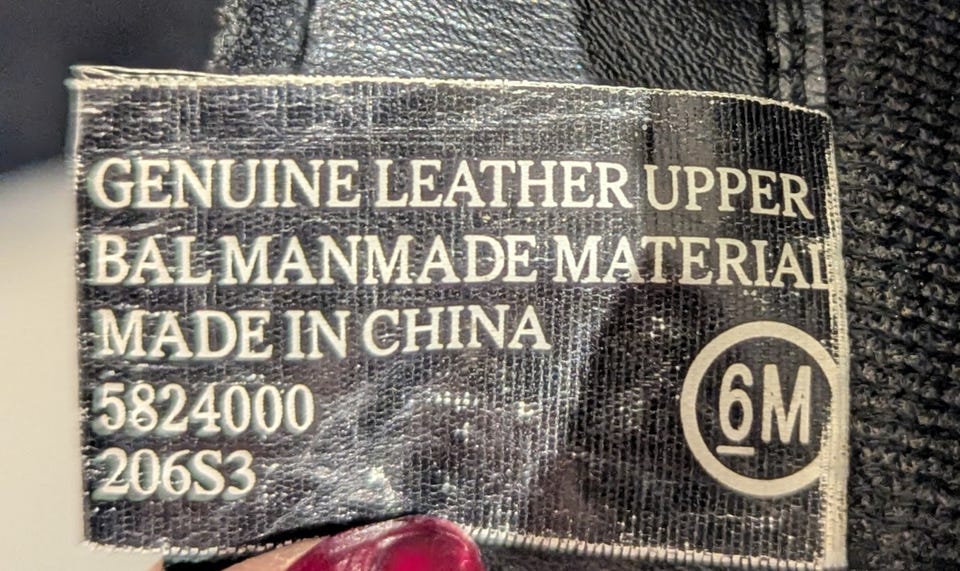 GENUINE LEATHER UPPER
BAL MANMADE MATERIAL
MADE IN CHINA
5824000
206S3
6M